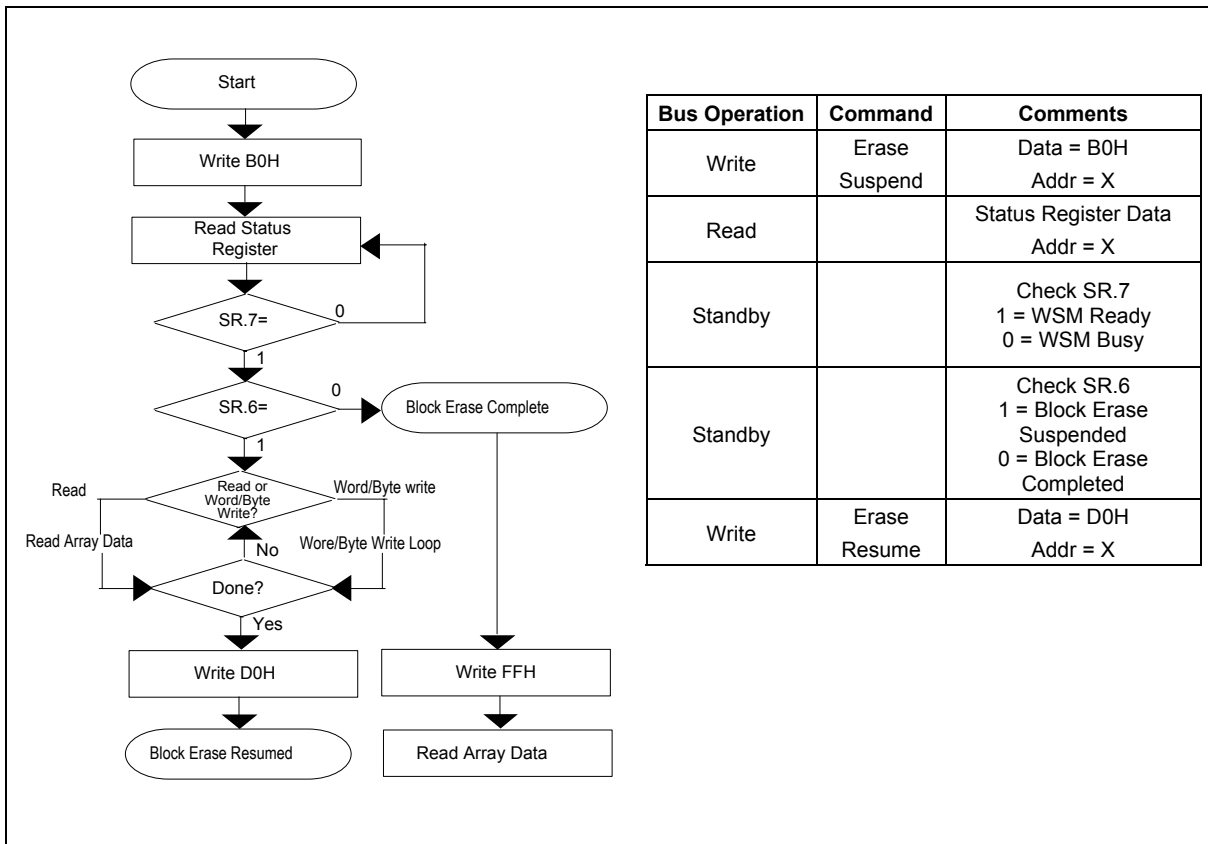 Start
Write B0H
Read Status
Register
SR.7=
0
1
SR.6=
0
Block Erase Complete
1
Read or
Word/Byte
Write?
Read
Word/Byte write
Read Array Data
Wore/Byte Write Loop
No
Done?
Yes
Write D0H
Block Erase Resumed
Write FFH
Read Array Data
Bus Operation Command Comments
Write
Erase
Suspend
Data = B0H
Addr = X
Read
Status Register Data
Addr = X
Standby
Check SR.7
1 = WSM Ready
0 = WSM Busy
Standby
Check SR.6
1 = Block Erase
Suspended
0 = Block Erase
Completed
Write
Erase
Resume
Data = D0H
Addr = X